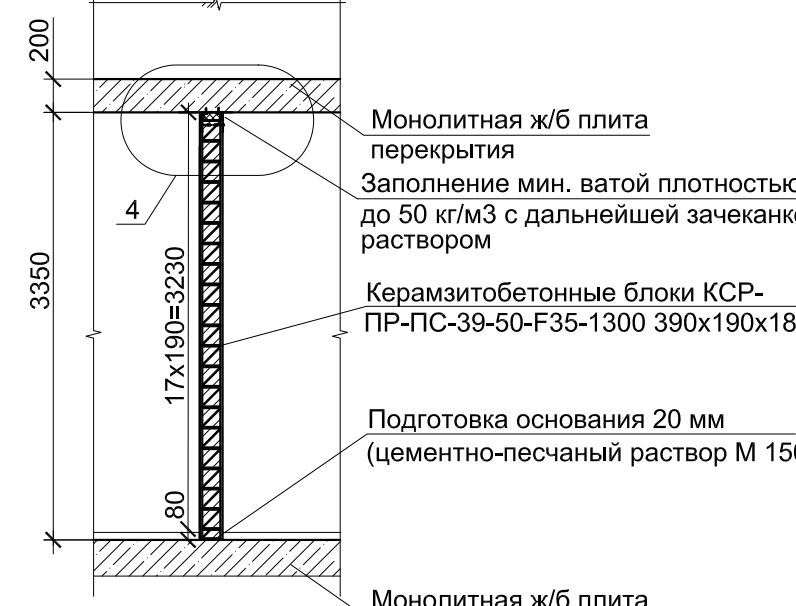 200
Монолитная ж/б плита
перекрытия
Заполнение мин. ватой плотностью
до 50 кг/м3 с дальнейшей зачеканк
раствором
4
3350
17х190=3230
Керамзитобетонные блоки КСР-
ПР-ПС-39-50-F35-1300 390х190х18
Подготовка основания 20 мм
(цементно-песчаный раствор М 150
80
Монолитная ж/б плита